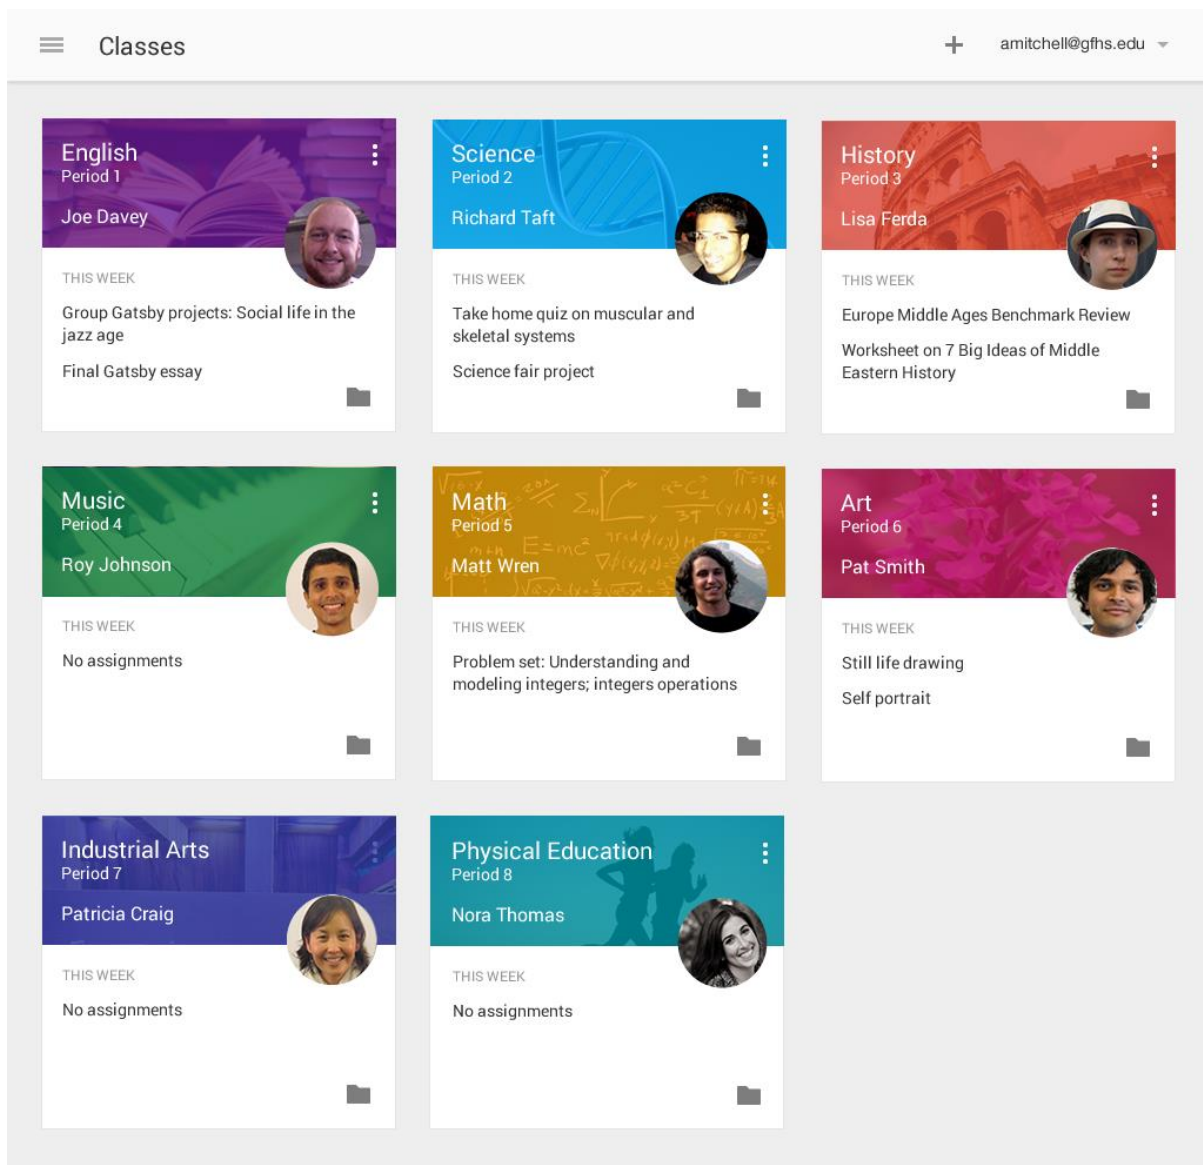 Classes
amitchell@gfhs.edu
English
Period 1
Joe Davey
THIS WEEK
Group Gatsby projects: Social life in the
jazz age
Final Gatsby essay
Science
Period 2
Richard Taft
THIS WEEK
Take home quiz on muscular and
skeletal systems
Science fair project
History
Period 3
Lisa Ferda
THIS WEEK
Europe Middle Ages Benchmark Review
Worksheet on 7 Big Ideas of Middle
Eastern History
Music
Period 4
Roy Johnson
THIS WEEK
No assignments
Math
Period 5
Matt Wren
E=mc²
THIS WEEK
Problem set: Understanding and
modeling integers; integers operations
Art
Period 6
Pat Smith
THIS WEEK
Still life drawing
Self portrait
Industrial Arts
Period 7
Patricia Craig
THIS WEEK
No assignments
Physical Education
Period 8
Nora Thomas
THIS WEEK
No assignments